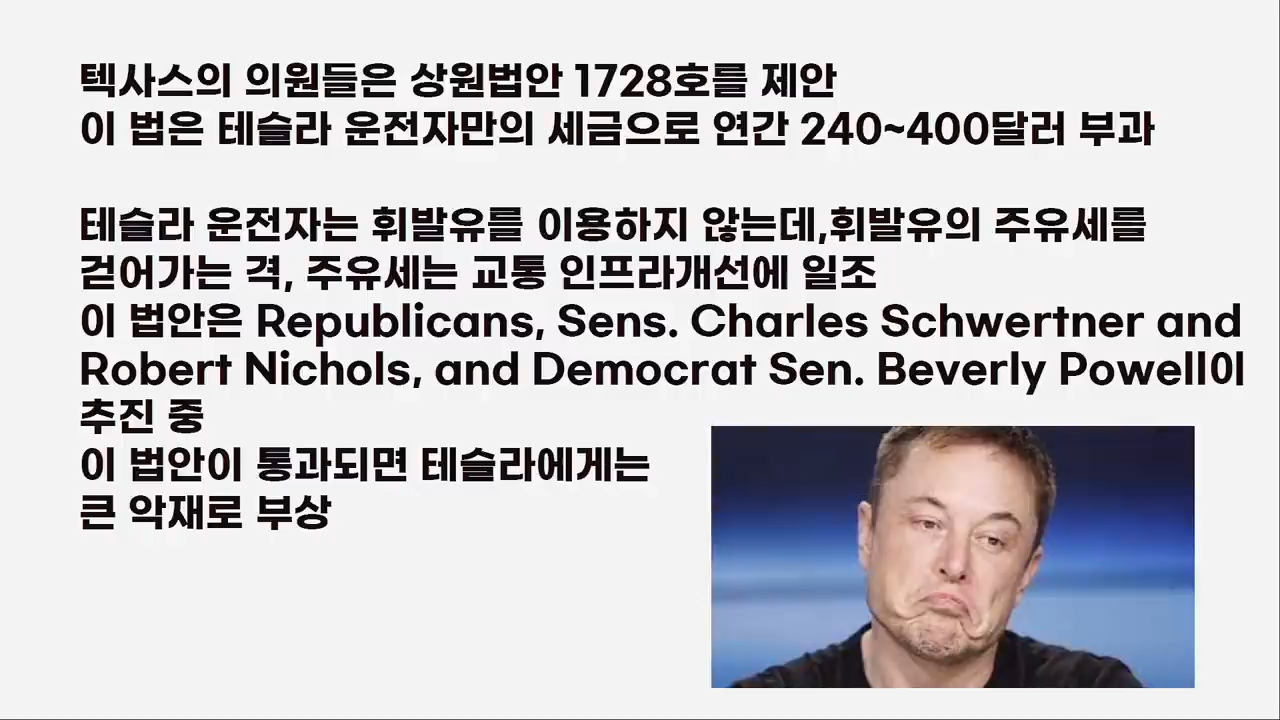 텍사스의 의원들은 상원법안 1728호를 제안
이 법은 테슬라 운전자만의 세금으로 연간 240~400달러 부과
테슬라 운전자는 휘발유를 이용하지 않는데,휘발유의 주유세를
걷어가는 격, 주유세는 교통 인프라개선에 일조
이 법안은 Republicans, Sens. Charles Schwertner and
Robert Nichols, and Democrat Sen. Beverly Powell이
추진 중
이 법안이 통과되면 테슬라에게는
큰 악재로 부상